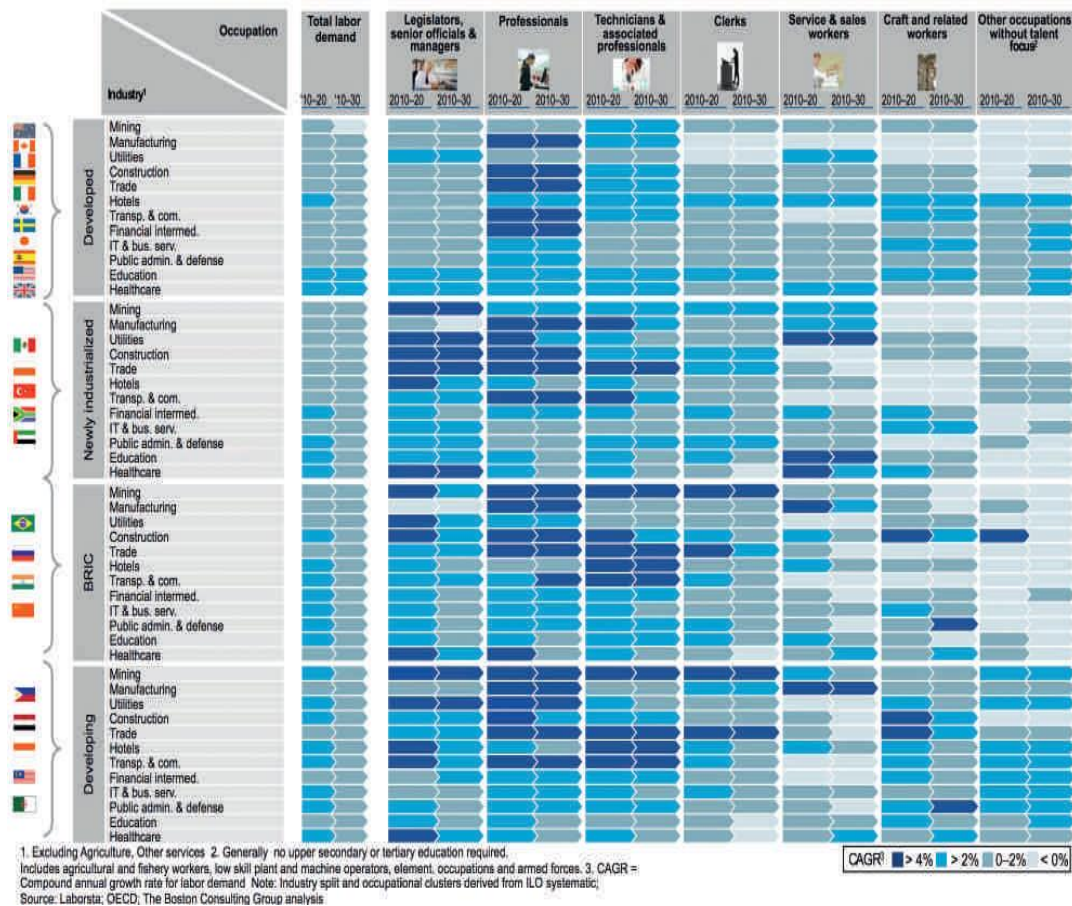 Occupation
Industry¹
Total labor
demand
'10–20 '10–30
Legislators,
senior officials &
managers
2010–20 2010–30
Professionals
2010–20 2010–30
Technicians &
associated
professionals
2010–20 2010–30
Clerks
2010–20 2010–30
Service & sales
workers
2010–20 2010–30
Craft and related
workers
2010–20 2010–30
Other occupations
without talent
focus²
2010–20 2010–30
Developed
Mining
Manufacturing
Utilities
Construction
Trade
Hotels
Transp. & com.
Financial intermed.
IT & bus. serv.
Public admin. & defense
Education
Healthcare
Newly industrialized
Mining
Manufacturing
Utilities
Construction
Trade
Hotels
Transp. & com.
Financial intermed.
IT & bus. serv.
Public admin. & defense
Education
Healthcare
BRIC
Mining
Manufacturing
Utilities
Construction
Trade
Hotels
Transp. & com.
Financial intermed.
IT & bus. serv.
Public admin. & defense
Education
Healthcare
Developing
Mining
Manufacturing
Utilities
Construction
Trade
Hotels
Transp. & com.
Financial intermed.
IT & bus. serv.
Public admin. & defense
Education
Healthcare
1. Excluding Agriculture, Other services 2. Generally no upper secondary or tertiary education required.
Includes agricultural and fishery workers, low skill plant and machine operators, element, occupations and armed forces. 3. CAGR =
Compound annual growth rate for labor demand Note: Industry split and occupational clusters derived from ILO systematic;
Source: Laborsta; OECD; The Boston Consulting Group analysis
CAGR³ > 4% > 2% 0–2% < 0%